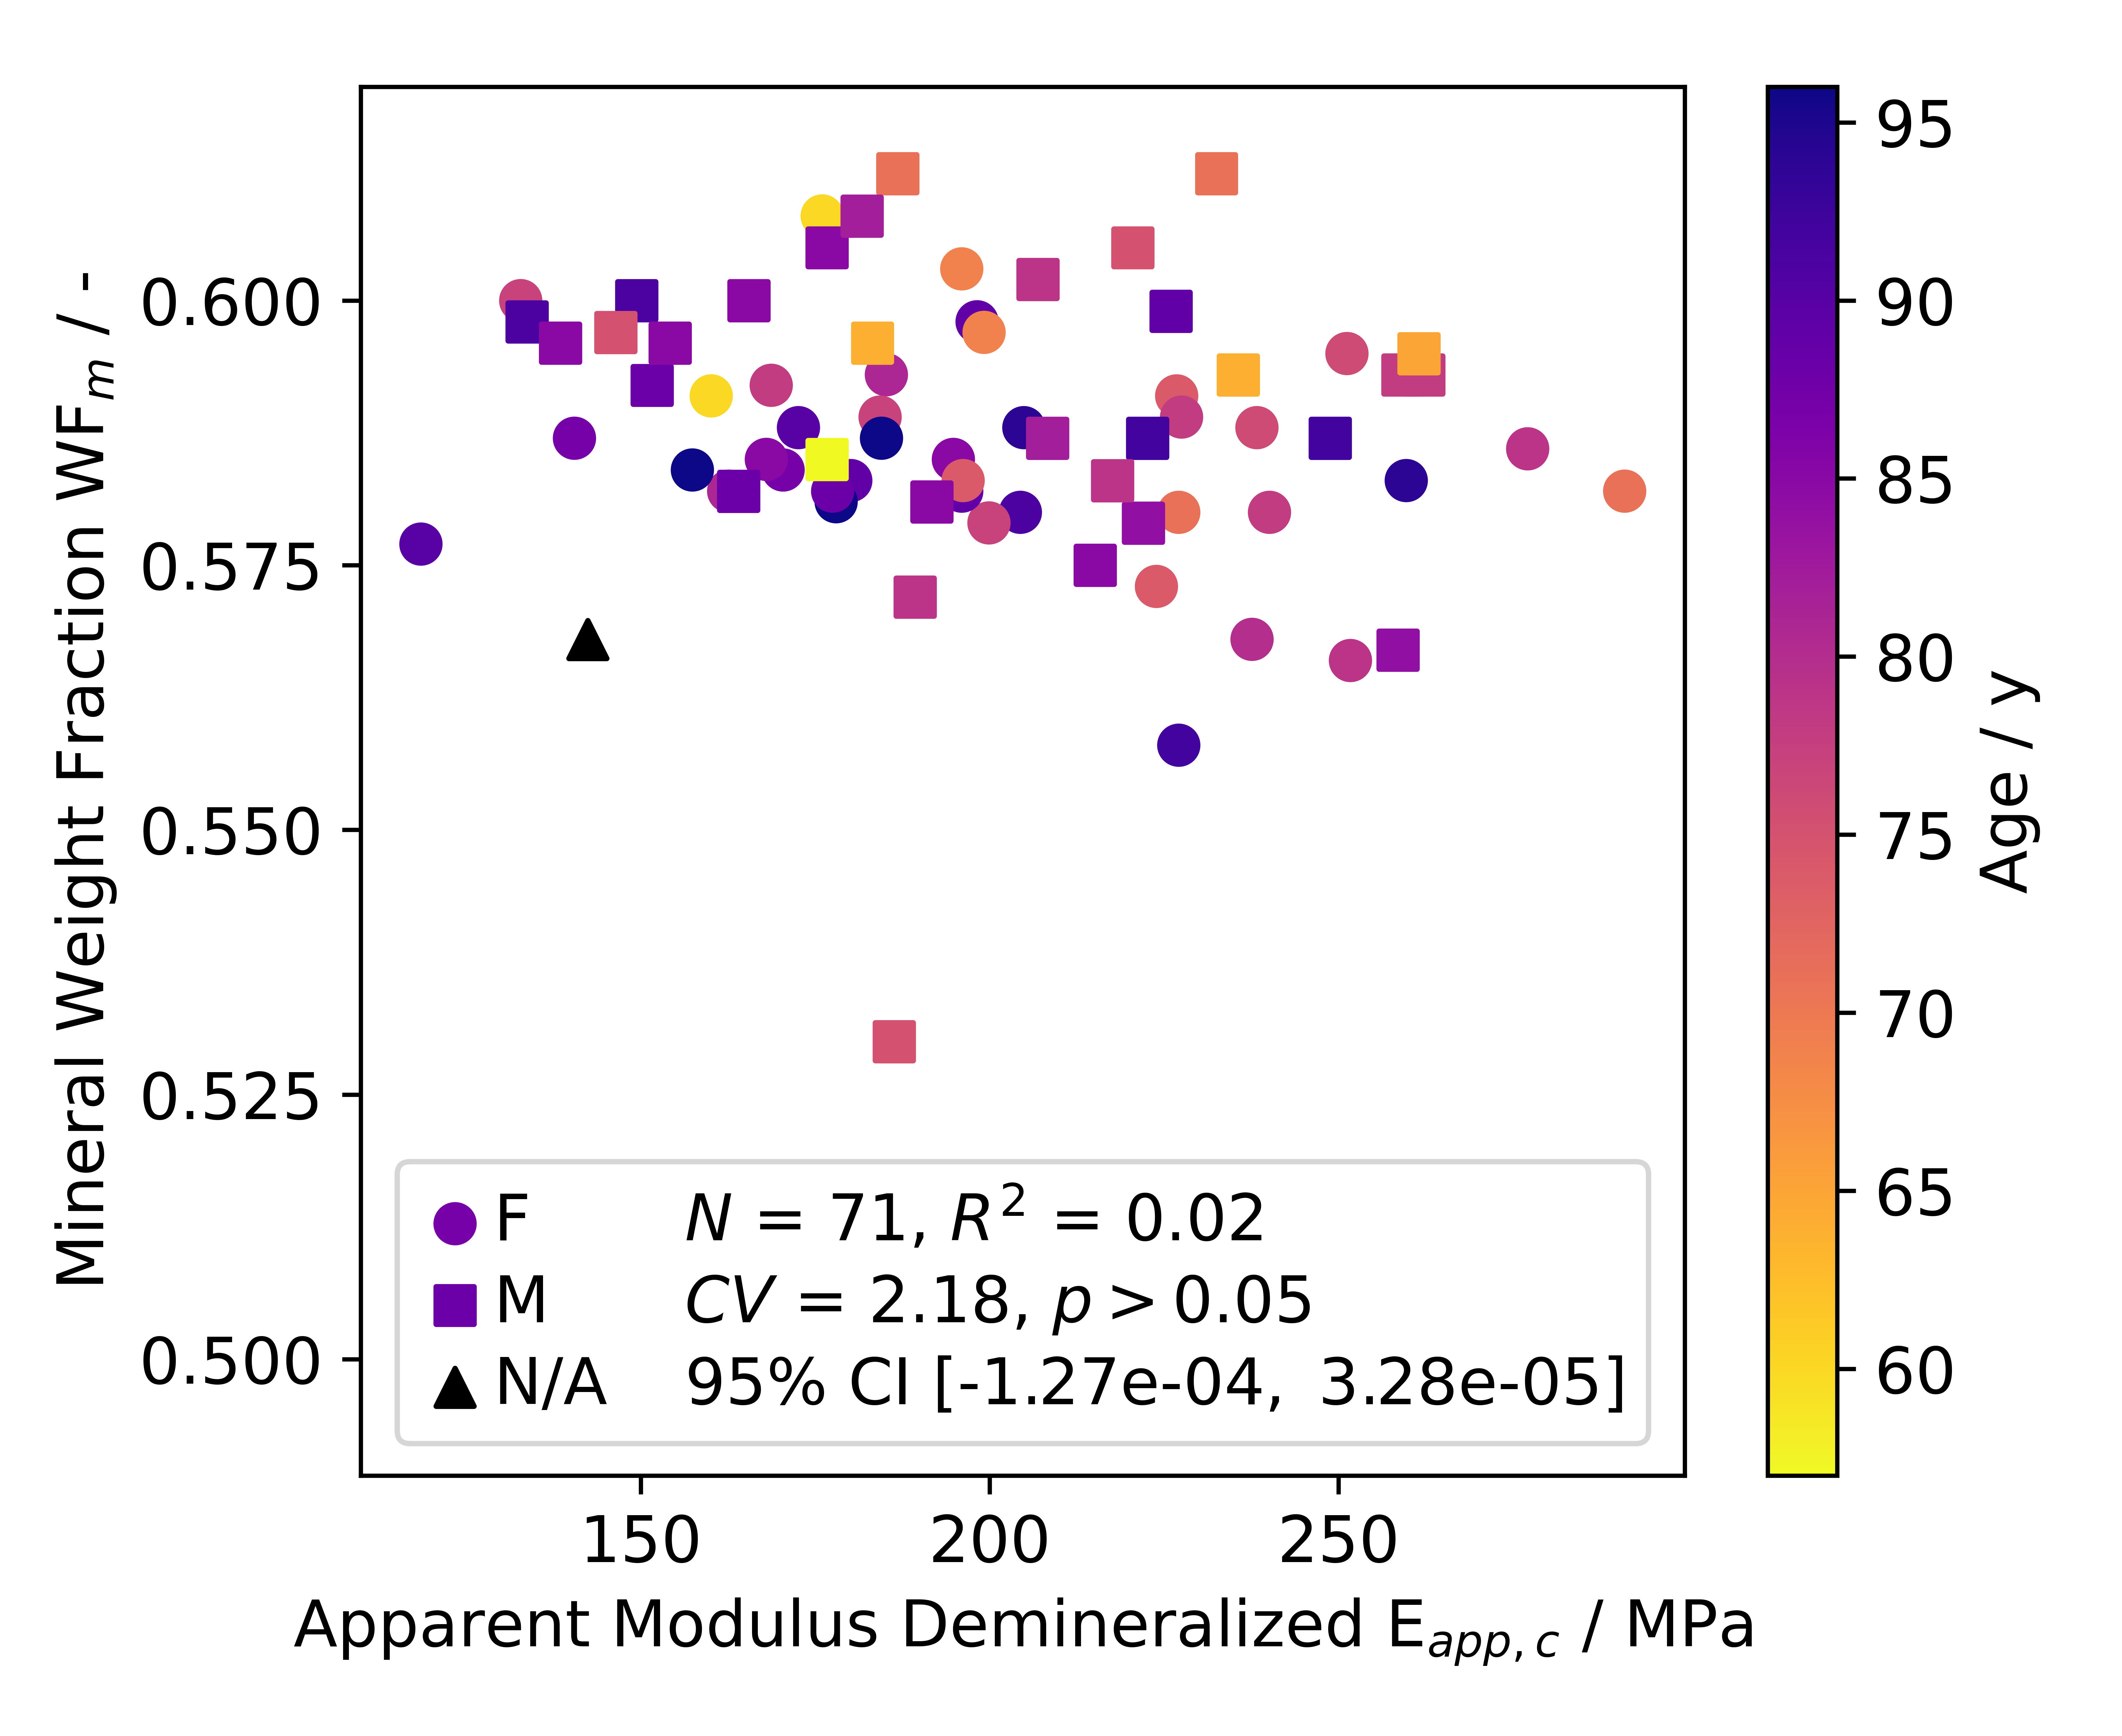 Mineral Weight Fraction WFm / -
0.600
0.575
0.550
0.525
0.500
F
M
N/A
N = 71, R² = 0.02
CV = 2.18, p > 0.05
95% CI [-1.27e-04, 3.28e-05]
150
200
250
Apparent Modulus Demineralized Eapp, c / MPa
95
90
85
80
75
70
65
60
Age / y